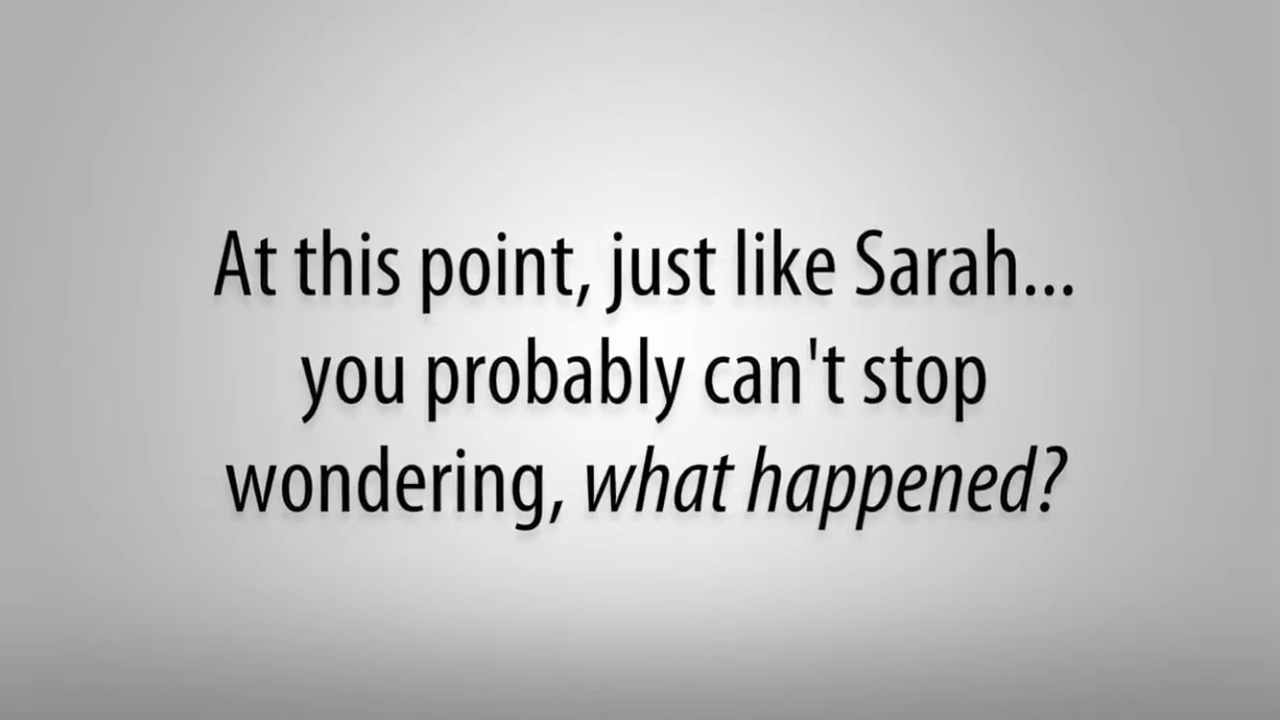 At this point, just like Sarah...
you probably can't stop
wondering, what happened?